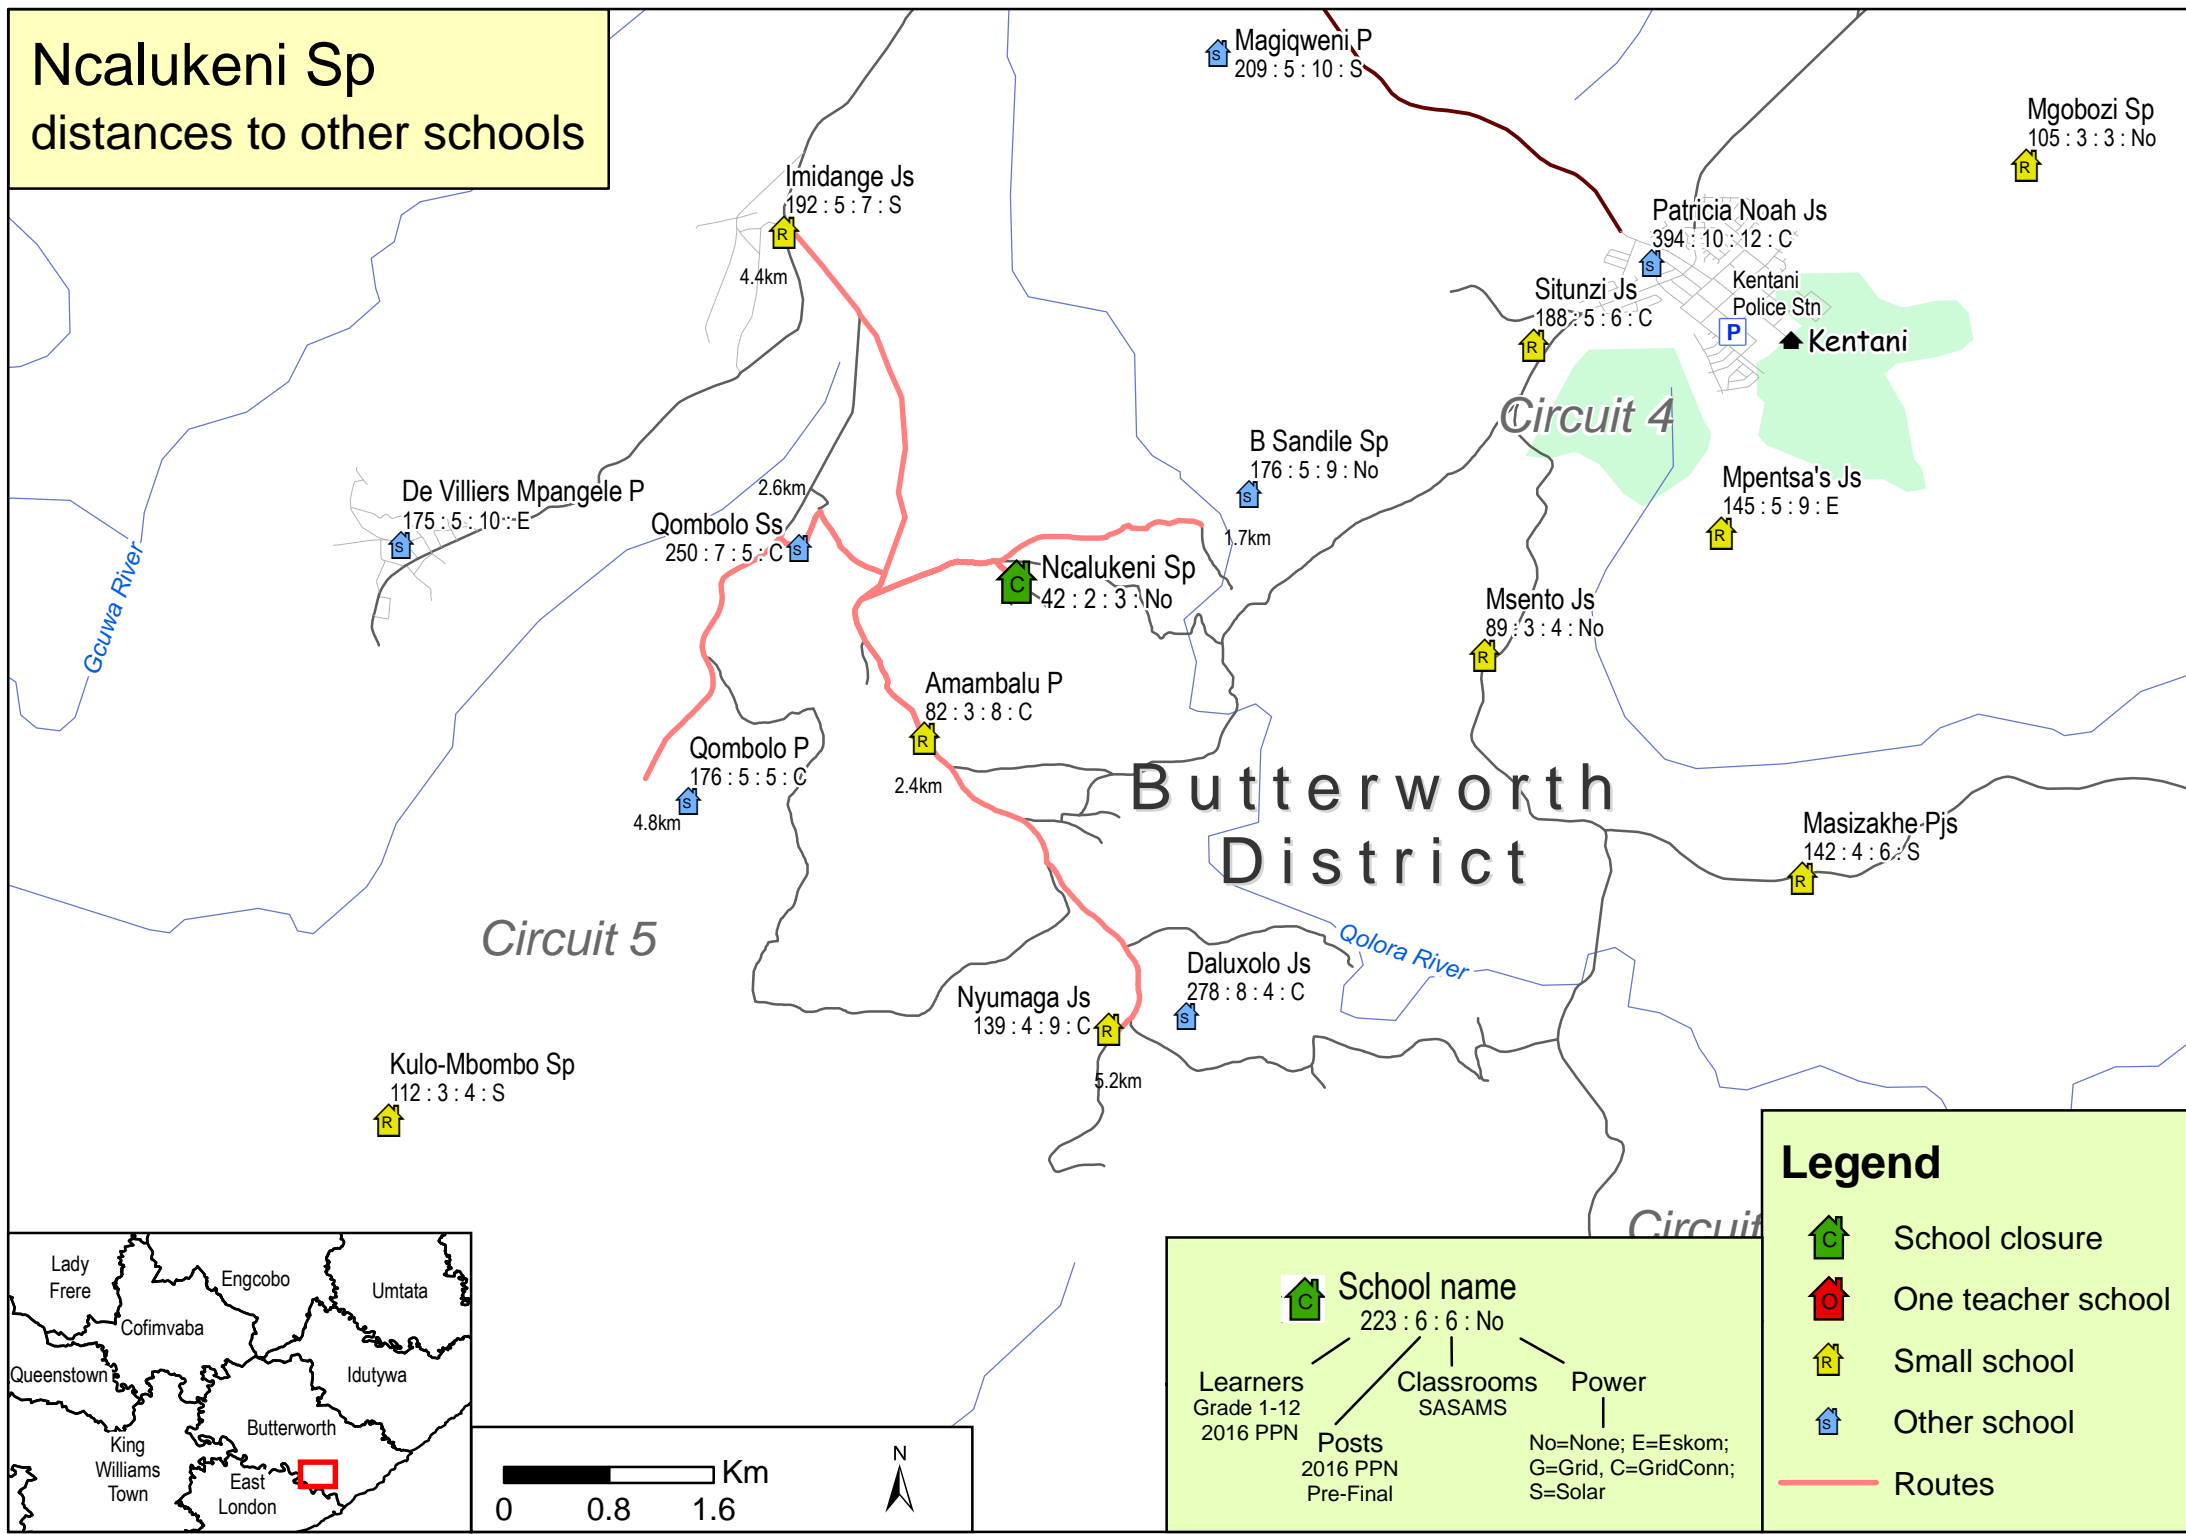 Ncalukeni Sp
distances to other schools
Magiqweni P
209 : 5 : 10 : S
Mgobozi Sp
105 : 3 : 3 : No
R
S
Imidange Js
192 : 5 : 7 : S
R
4.4km
Patricia Noah Js
394 : 10 : 12 : C
S
Kentani
Police Stn
P
Kentani
Situnzi Js
188 : 5 : 6 : C
R
Circuit 4
B Sandile Sp
176 : 5 : 9 : No
S
1.7km
Mpentsa's Js
145 : 5 : 9 : E
R
De Villiers Mpangele P
175 : 5 : 10 : E
S
2.6km
Qombolo Ss
250 : 7 : 5 : C
S
Gcuwa River
C
Ncalukeni Sp
42 : 2 : 3 : No
Msento Js
89 : 3 : 4 : No
R
Amambalu P
82 : 3 : 8 : C
R
2.4km
Qombolo P
176 : 5 : 5 : C
S
4.8km
Butterworth
District
Masizakhe Pjs
142 : 4 : 6 : S
R
Circuit 5
Qolora River
Daluxolo Js
278 : 8 : 4 : C
S
Nyumaga Js
139 : 4 : 9 : C
R
5.2km
Kulo-Mbombo Sp
112 : 3 : 4 : S
R
Circuit
Lady
Frere
Engcobo
Umtata
Cofimvaba
Queenstown
Idutywa
Butterworth
King
Williams
Town
East
London
Km
0 0.8 1.6
N
C
School name
223 : 6 : 6 : No
Learners
Grade 1-12
2016 PPN
Posts
2016 PPN
Pre-Final
Classrooms
SASAMS
Power
No=None; E=Eskom;
G=Grid, C=GridConn;
S=Solar
Legend
C School closure
O One teacher school
R Small school
S Other school
Routes